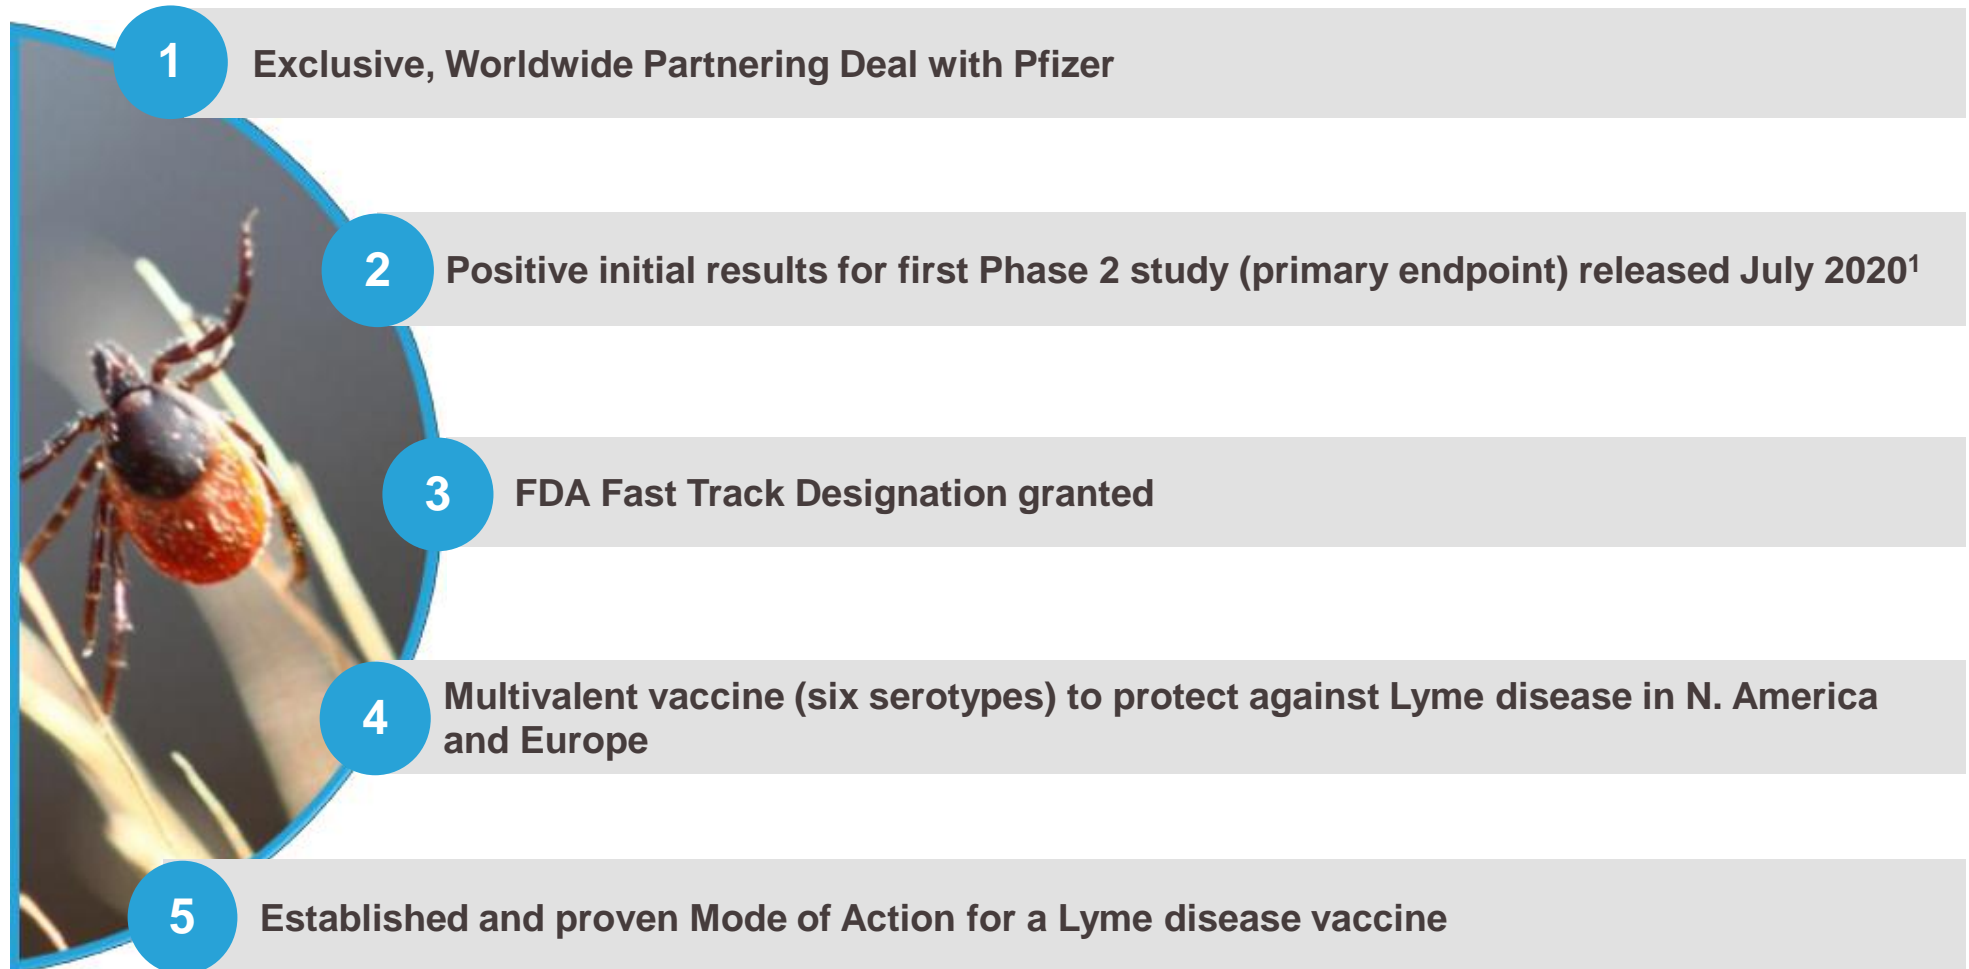 1
Exclusive, Worldwide Partnering Deal with Pfizer
2
Positive initial results for first Phase 2 study (primary endpoint) released July 2020¹
3
FDA Fast Track Designation granted
4
Multivalent vaccine (six serotypes) to protect against Lyme disease in N. America
and Europe
5
Established and proven Mode of Action for a Lyme disease vaccine